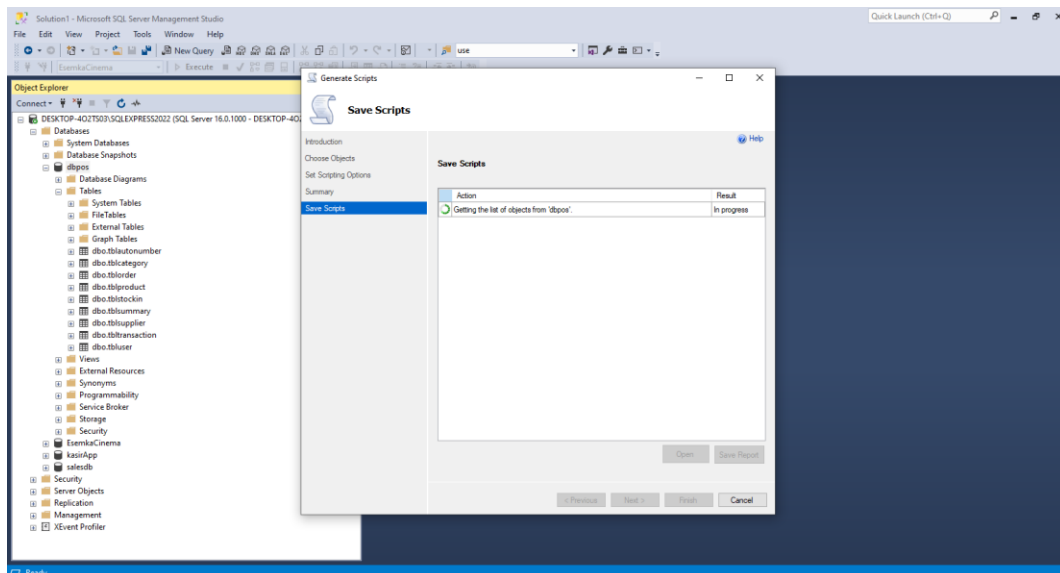 Solution1 - Microsoft SQL Server Management Studio
Quick Launch (Ctrl+Q)
File Edit View Project Tools Window Help
New Query
use
EsemkaCinema
Execute
Object Explorer
Connect
DESKTOP-4O2TS03\SQLEXPRESS2022 (SQL Server 16.0.1000 - DESKTOP-4O2
Databases
System Databases
Database Snapshots
dbpos
Database Diagrams
Tables
System Tables
FileTables
External Tables
Graph Tables
dbo.tblautonumber
dbo.tblcategory
dbo.tblorder
dbo.tblproduct
dbo.tblstockin
dbo.tblsummary
dbo.tblsupplier
dbo.tbltransaction
dbo.tbluser
Views
External Resources
Synonyms
Programmability
Service Broker
Storage
Security
EsemkaCinema
kasirApp
salesdb
Security
Server Objects
Replication
Management
XEvent Profiler
Generate Scripts
Save Scripts
Introduction
Choose Objects
Set Scripting Options
Summary
Save Scripts
Help
Save Scripts
Action Result
Getting the list of objects from 'dbpos'. In progress
Open Save Report
< Previous Next > Finish Cancel
Ready